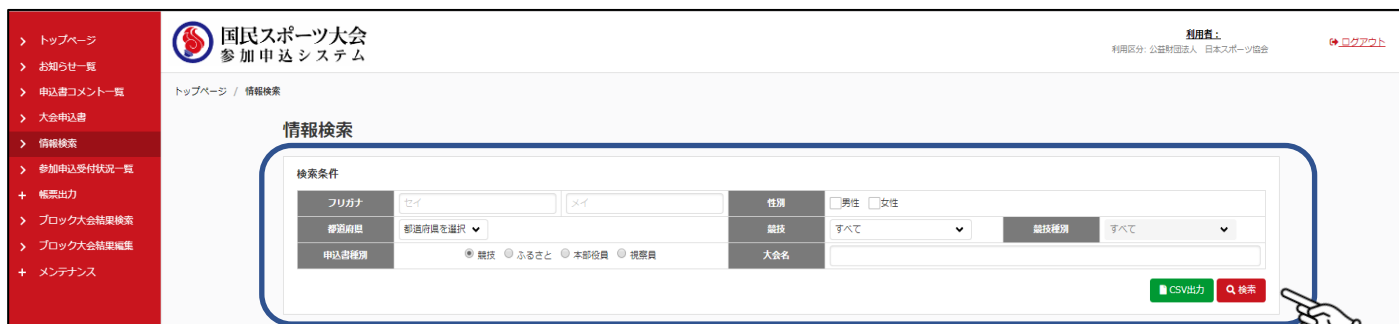 トップページ
お知らせ一覧
申込書コメント一覧
大会申込書
情報検索
参加申込受付状況一覧
帳票出力
ブロック大会結果検索
ブロック大会結果編集
メンテナンス
国民スポーツ大会
参加申込システム
利用者：
利用区分: 公益財団法人 日本スポーツ協会
ログアウト
トップページ / 情報検索
情報検索
検索条件
フリガナ セイ メイ 性別 男性 女性
都道府県 都道府県を選択 競技 すべて 競技種別 すべて
申込書種別 競技 ふるさと 本部役員 視察員 大会名
CSV出力 検索